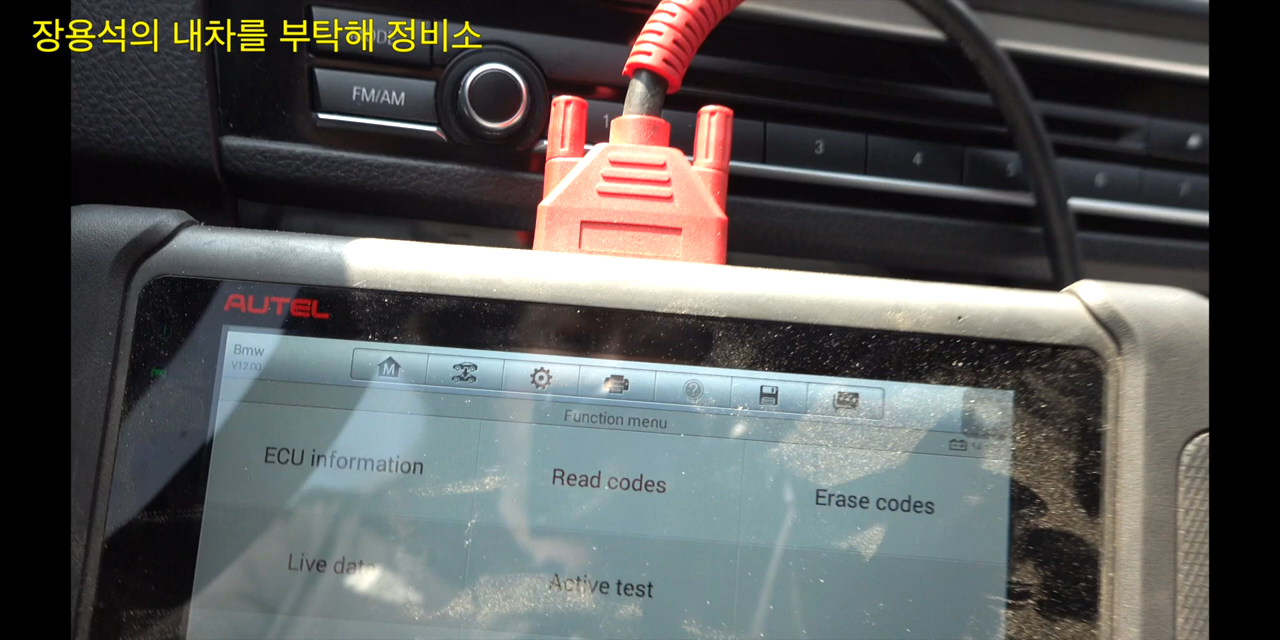 장용석의 내차를 부탁해 정비소
FM/AM
1
3
4
5
6
AUTEL
Bmw
V12.00
M
?
Function menu
ECU information
Read codes
Erase codes
Live data
Active test